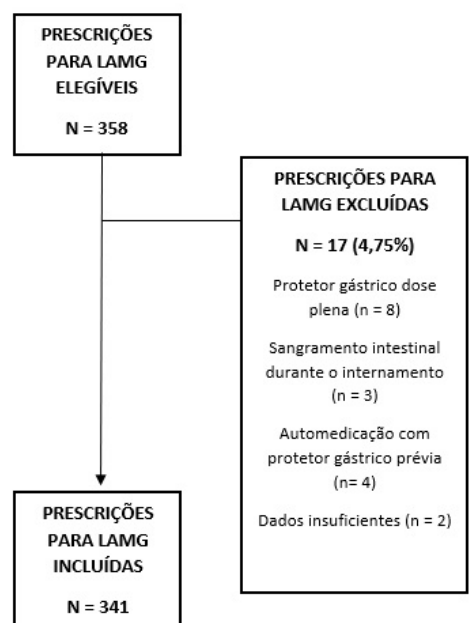 PRESCRIÇÕES
PARA LAMG
ELEGÍVEIS
N = 358
PRESCRIÇÕES PARA
LAMG EXCLUÍDAS
N = 17 (4,75%)
Protetor gástrico dose
plena (n = 8)
Sangramento intestinal
durante o internamento
(n = 3)
Automedicação com
protetor gástrico prévia
(n= 4)
Dados insuficientes (n = 2)
PRESCRIÇÕES
PARA LAMG
INCLUÍDAS
N = 341